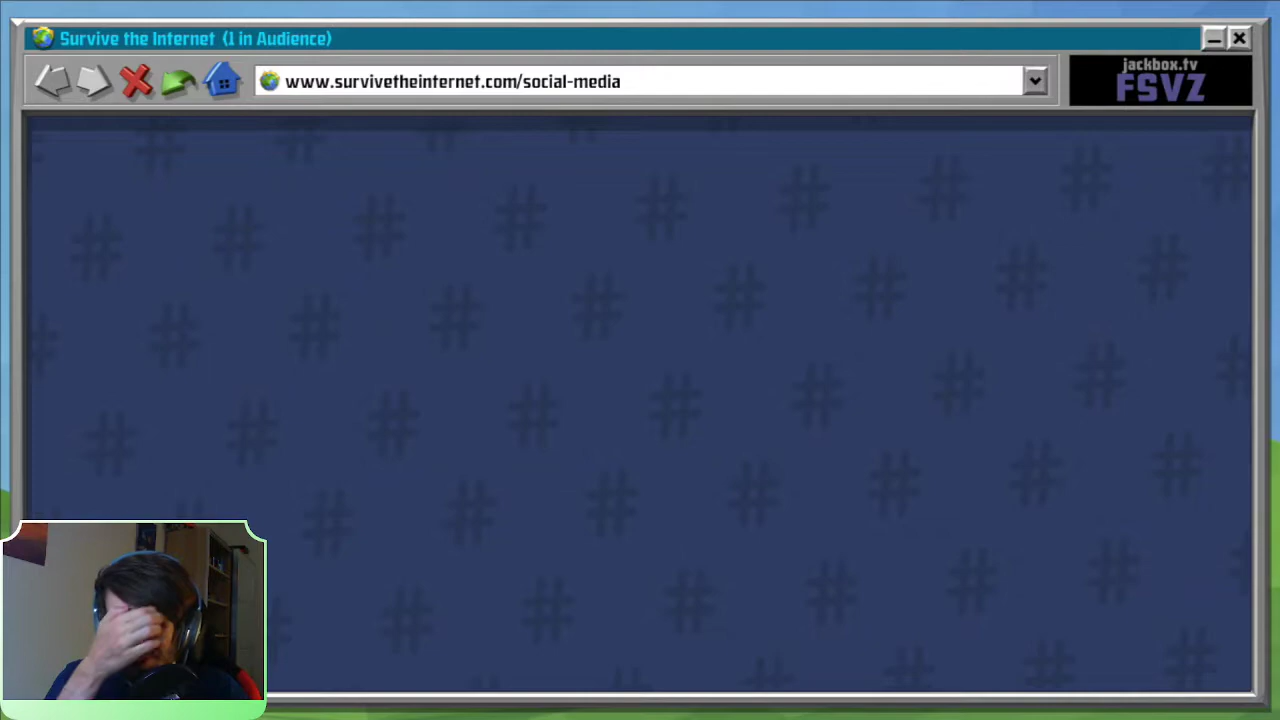 Survive the Internet (1 in Audience)
www.survivetheinternet.com/social-media
jackbox.tv
FSVZ